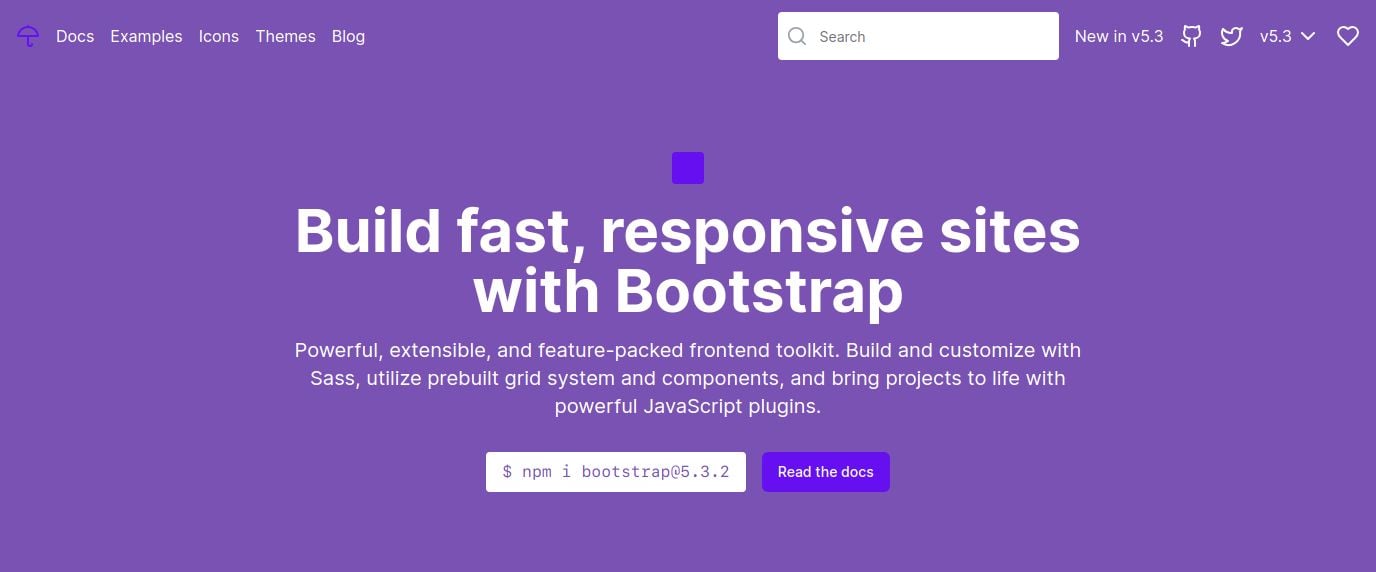 Docs Examples Icons Themes Blog Search New in v5.3 v5.3
Build fast, responsive sites
with Bootstrap
Powerful, extensible, and feature-packed frontend toolkit. Build and customize with
Sass, utilize prebuilt grid system and components, and bring projects to life with
powerful JavaScript plugins.
$ npm i bootstrap@5.3.2 Read the docs